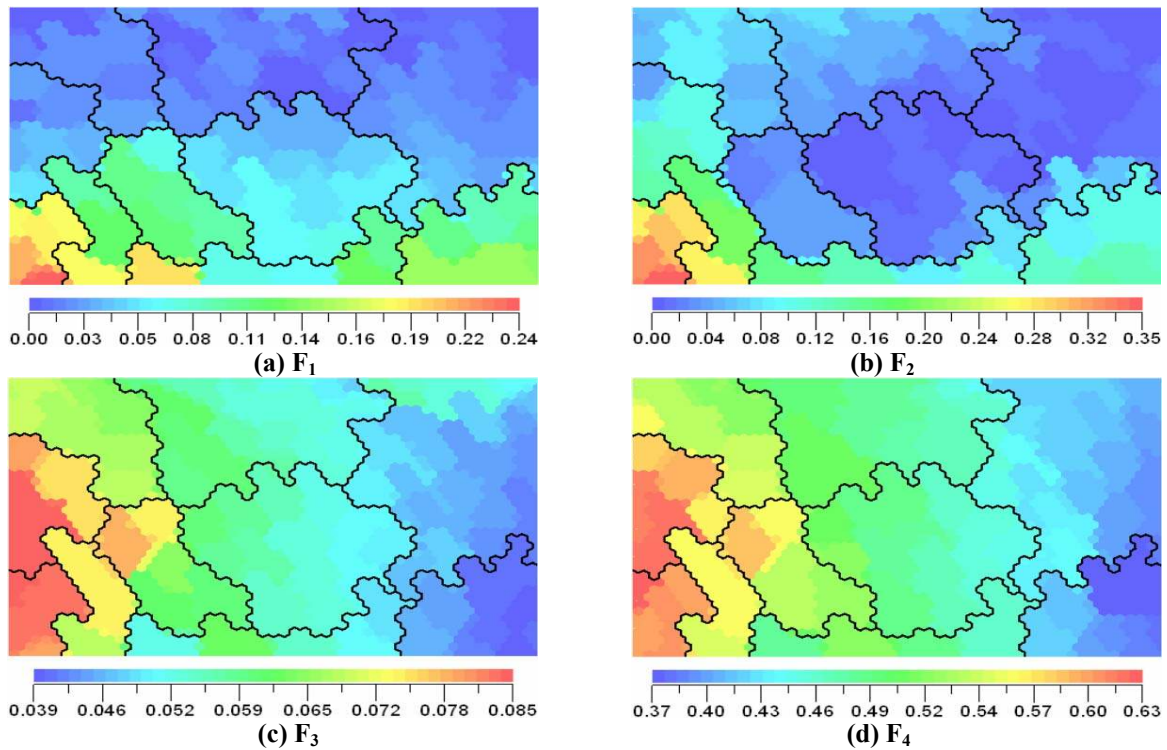 0.00 0.03 0.05 0.08 0.11 0.14 0.16 0.19 0.22 0.24
(a) F1
0.00 0.04 0.08 0.12 0.16 0.20 0.24 0.28 0.32 0.35
(b) F2
0.039 0.046 0.052 0.059 0.065 0.072 0.078 0.085
(c) F3
0.37 0.40 0.43 0.46 0.49 0.52 0.54 0.57 0.60 0.63
(d) F4